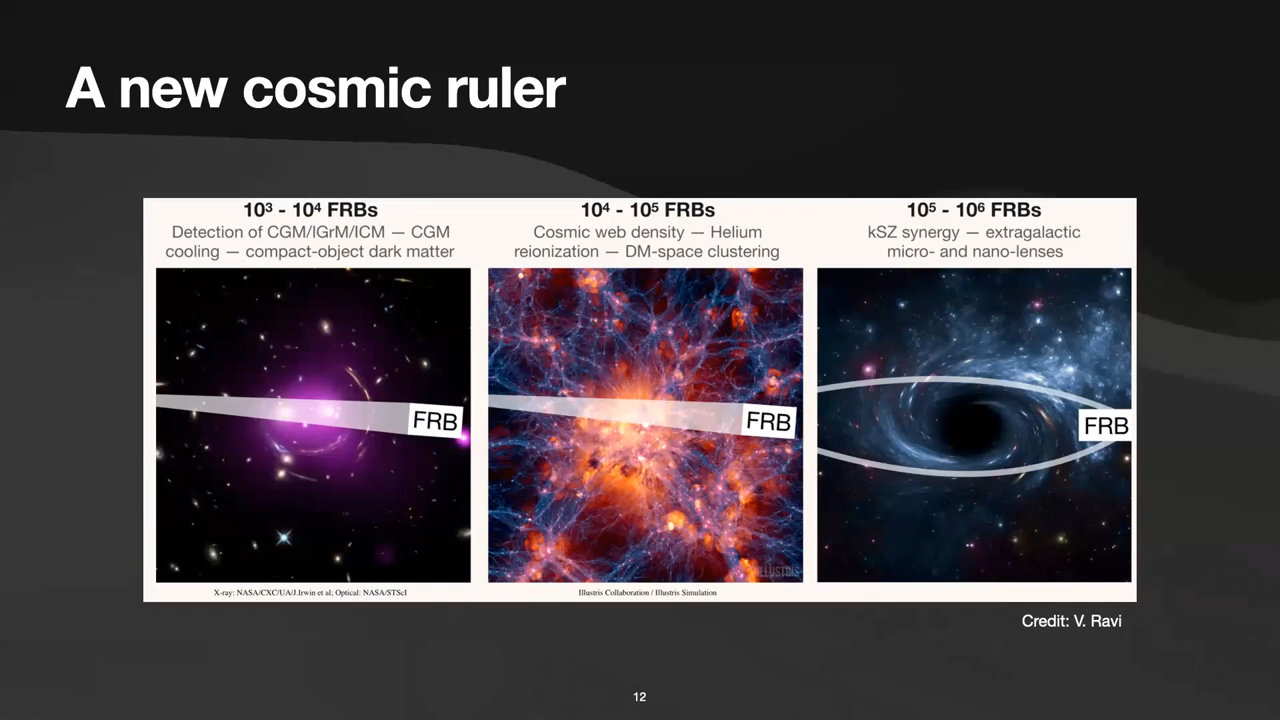 A new cosmic ruler
10³ - 10⁴ FRBs
Detection of CGM/IGrM/ICM — CGM
cooling — compact-object dark matter
10⁴ - 10⁵ FRBs
Cosmic web density — Helium
reionization — DM-space clustering
10⁵ - 10⁶ FRBs
kSZ synergy — extragalactic
micro- and nano-lenses
FRB
FRB
FRB
ILLUSTRIS
X-ray: NASA/CXC/UA/J.Irwin et al; Optical: NASA/STScI
Illustris Collaboration / Illustris Simulation
Credit: V. Ravi
12